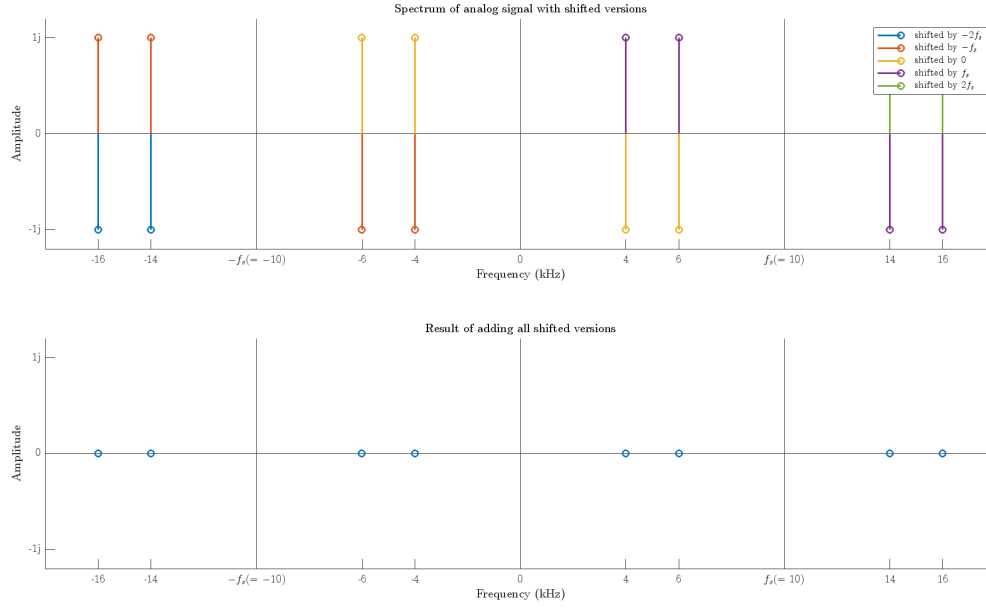 Spectrum of analog signal with shifted versions
1j
0
-1j
Amplitude
shifted by −2fₛ
shifted by −fₛ
shifted by 0
shifted by fₛ
shifted by 2fₛ
-16 -14 −fₛ(= −10) -6 -4 0 4 6 fₛ(= 10) 14 16
Frequency (kHz)
Result of adding all shifted versions
1j
0
-1j
Amplitude
-16 -14 −fₛ(= −10) -6 -4 0 4 6 fₛ(= 10) 14 16
Frequency (kHz)